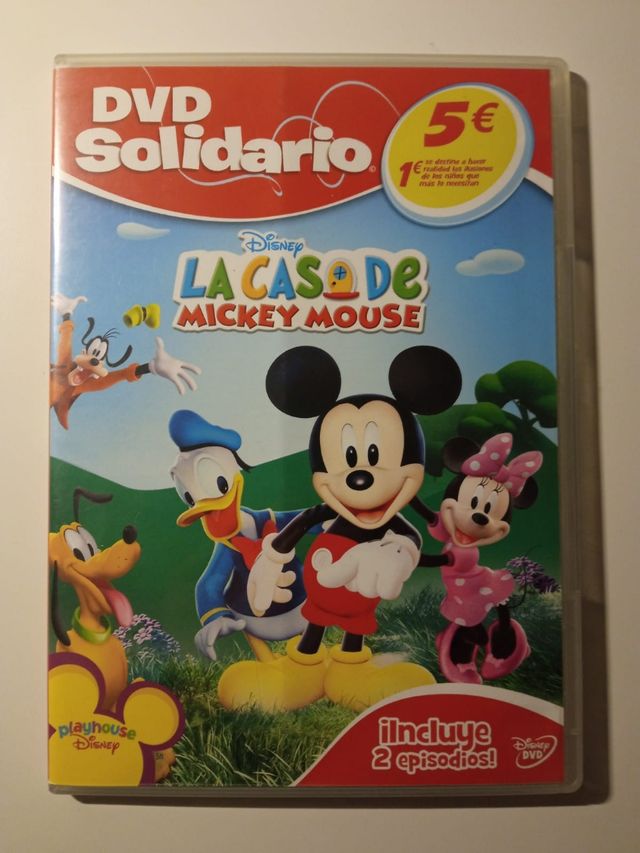 DVD
Solidario©
5€
1€ se destina a hacer
realidad las ilusiones
de los niños que
más lo necesitan
Disney
LA CASA DE
MICKEY MOUSE
playhouse
Disney
¡Incluye
2 episodios!
Disney
DVD